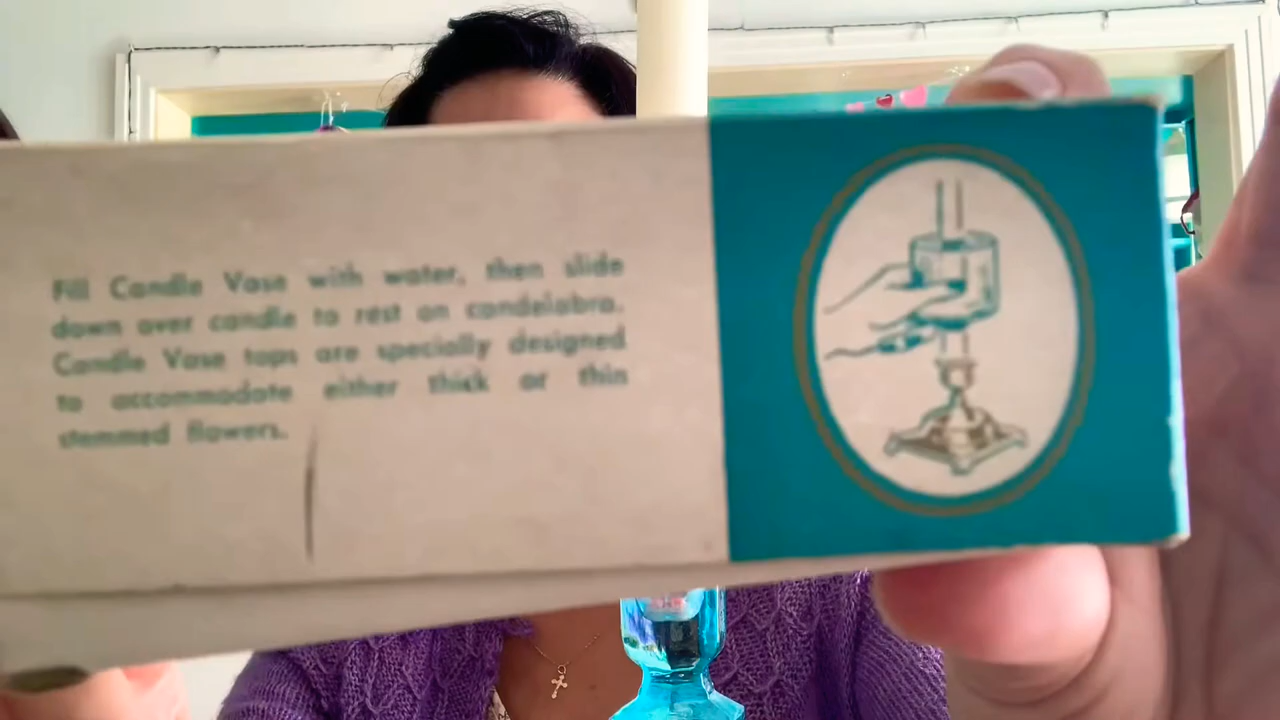 Fill Candle Vase with water, then slide
down over candle to rest on candelabra.
Candle Vase tops are specially designed
to accommodate either thick or thin
stemmed flowers.